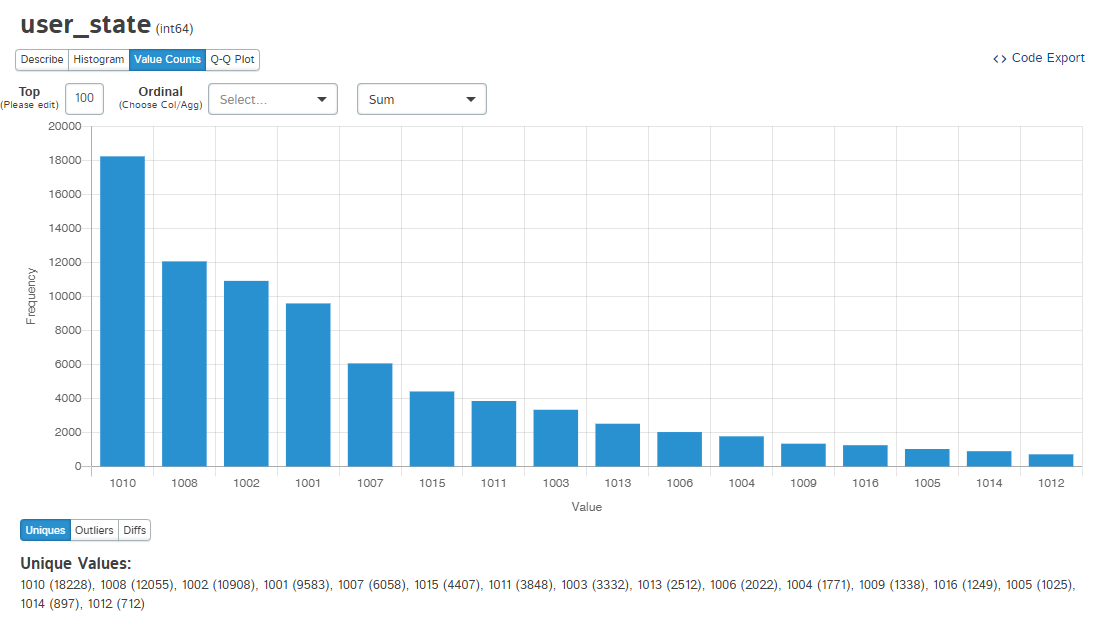 user_state (int64)
Describe Histogram Value Counts Q-Q Plot
Code Export
Top
(Please edit)
100
Ordinal
(Choose Col/Agg)
Select...
Sum
20000
18000
16000
14000
12000
10000
8000
6000
4000
2000
0
Frequency
1010 1008 1002 1001 1007 1015 1011 1003 1013 1006 1004 1009 1016 1005 1014 1012
Value
Uniques Outliers Diffs
Unique Values:
1010 (18228), 1008 (12055), 1002 (10908), 1001 (9583), 1007 (6058), 1015 (4407), 1011 (3848), 1003 (3332), 1013 (2512), 1006 (2022), 1004 (1771), 1009 (1338), 1016 (1249), 1005 (1025),
1014 (897), 1012 (712)